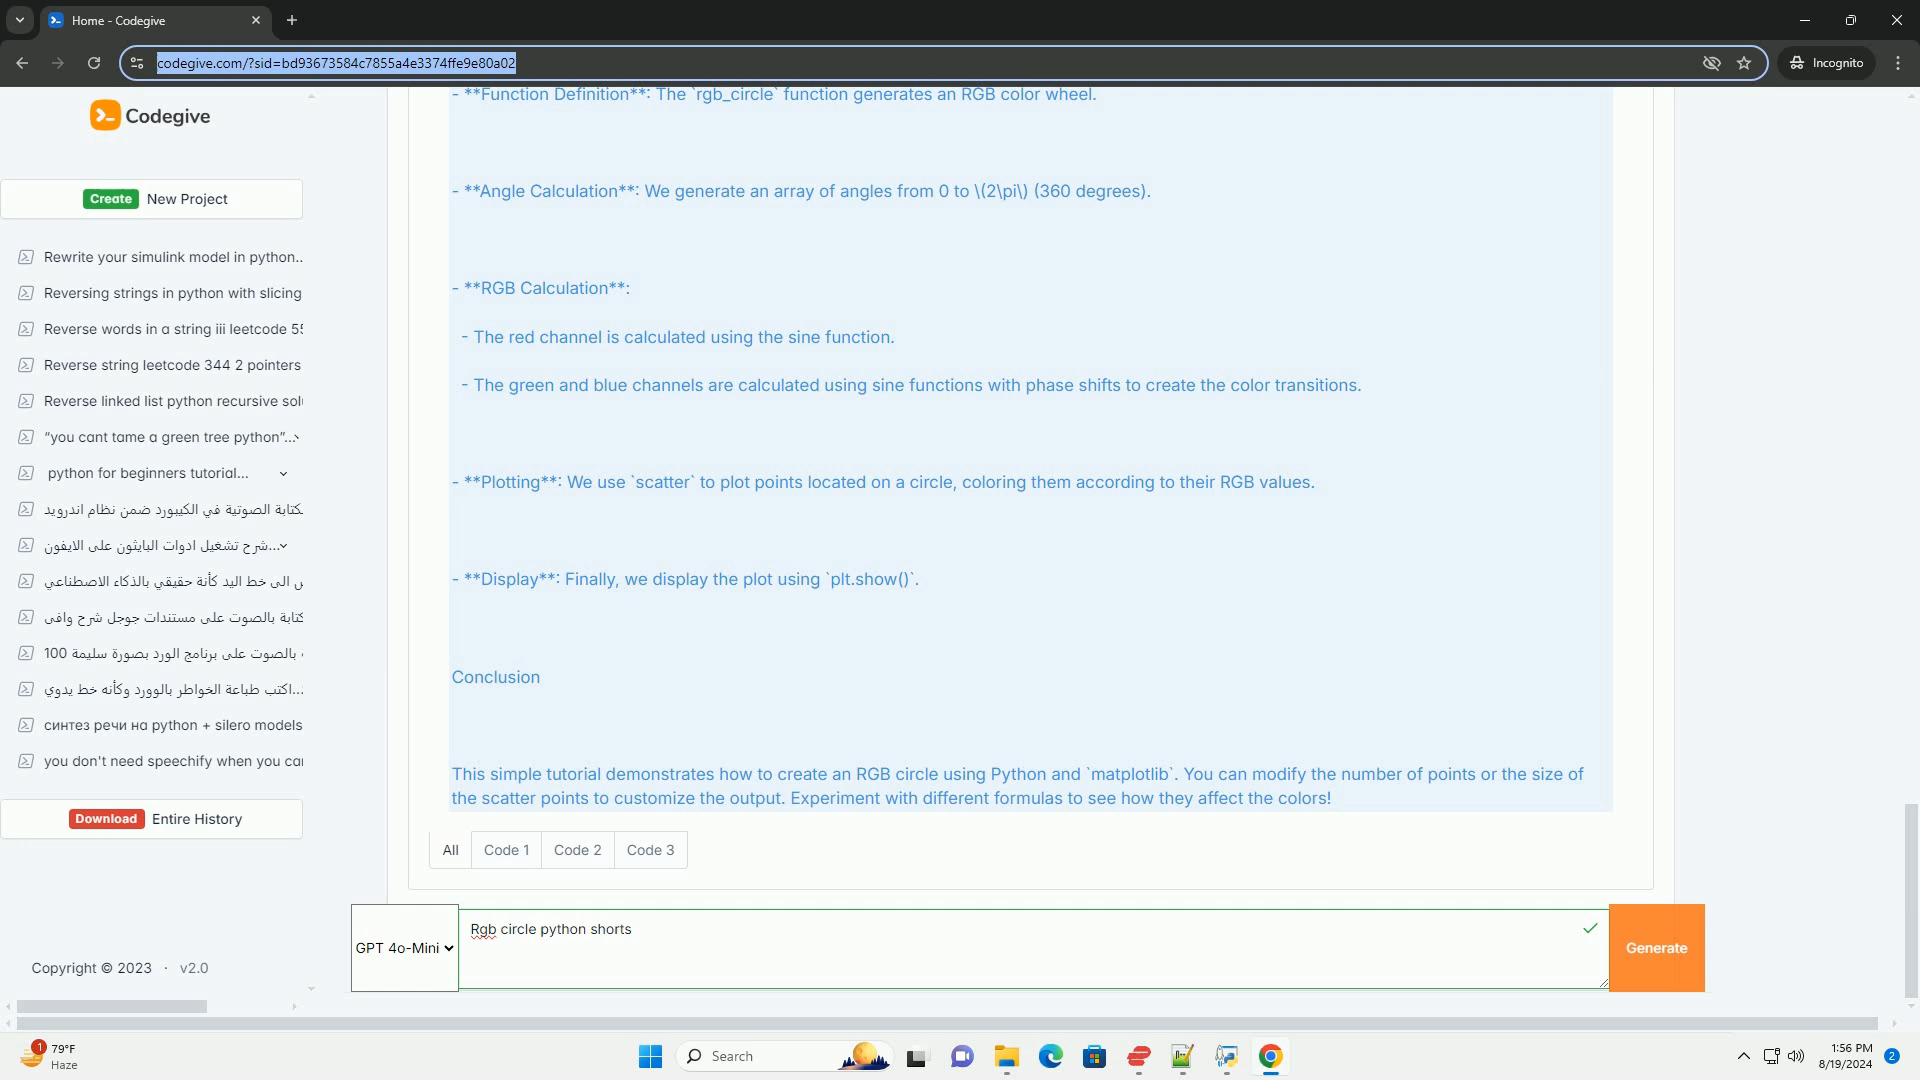 Home - Codegive
codegive.com/?sid=bd93673584c7855a4e3374ffe9e80a02
Incognito
Codegive
Create New Project
Rewrite your simulink model in python..
Reversing strings in python with slicing
Reverse words in a string iii leetcode 55
Reverse string leetcode 344 2 pointers
Reverse linked list python recursive
“you cant tame a green tree python”...
python for beginners tutorial...
الصوتية في الكيبورد ضمن نظام اندرويد
شرح تشغيل ادوات البايثون على الايفون...
الى خط اليد كأنة حقيقي بالذكاء الاصطناعي
بالصوت على مستندات جوجل شرح وافى
بالصوت على برنامج الورد بصورة سليمة 100
اكتب طباعة الخواطر بالوورد وكأنه خط يدوي...
синтез речи на python + silero models
you don't need speechify when you
Download Entire History
Copyright © 2023 · v2.0
- **Function Definition**: The `rgb_circle` function generates an RGB color wheel.
- **Angle Calculation**: We generate an array of angles from 0 to \(2\pi\) (360 degrees).
- **RGB Calculation**:
- The red channel is calculated using the sine function.
- The green and blue channels are calculated using sine functions with phase shifts to create the color transitions.
- **Plotting**: We use `scatter` to plot points located on a circle, coloring them according to their RGB values.
- **Display**: Finally, we display the plot using `plt.show()`.
Conclusion
This simple tutorial demonstrates how to create an RGB circle using Python and `matplotlib`. You can modify the number of points or the size of
the scatter points to customize the output. Experiment with different formulas to see how they affect the colors!
All Code 1 Code 2 Code 3
GPT 4o-Mini
Rgb circle python shorts
Generate
1
79°F
Haze
Search
1:56 PM
8/19/2024
2